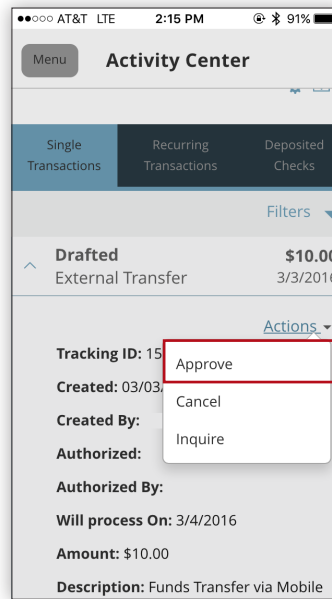 AT&T LTE 2:15 PM 91%
Menu Activity Center
Single Transactions
Recurring Transactions
Deposited Checks
Filters
Drafted $10.00
External Transfer 3/3/2016
Actions
Approve
Cancel
Inquire
Tracking ID: 15
Created: 03/03/
Created By:
Authorized:
Authorized By:
Will process On: 3/4/2016
Amount: $10.00
Description: Funds Transfer via Mobile